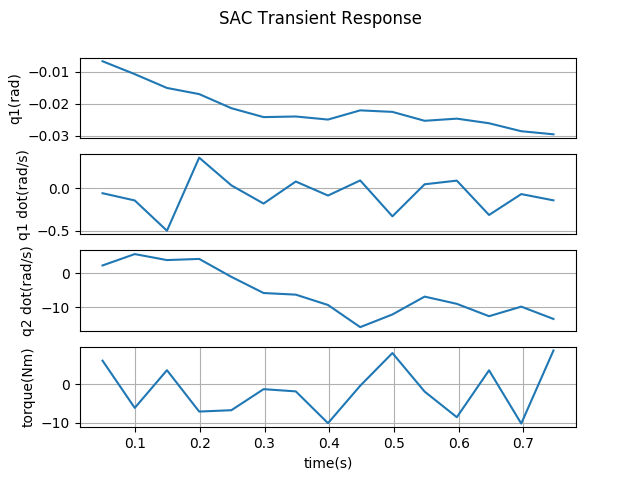 SAC Transient Response
q1(rad)
−0.01
−0.02
−0.03
q1 dot(rad/s)
0.0
−0.5
q2 dot(rad/s)
0
−10
torque(Nm)
0
−10
0.1 0.2 0.3 0.4 0.5 0.6 0.7
time(s)